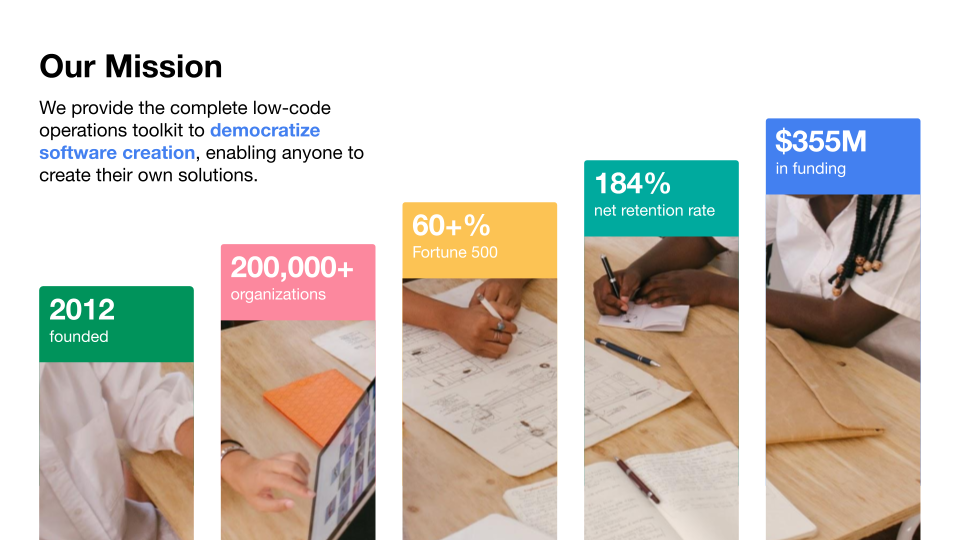 Our Mission
We provide the complete low-code
operations toolkit to democratize
software creation, enabling anyone to
create their own solutions.
2012
founded
200,000+
organizations
60+%
Fortune 500
184%
net retention rate
$355M
in funding